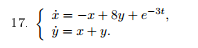 17. { ẋ = −x + 8y + e^{−3t},
ẏ = x + y.